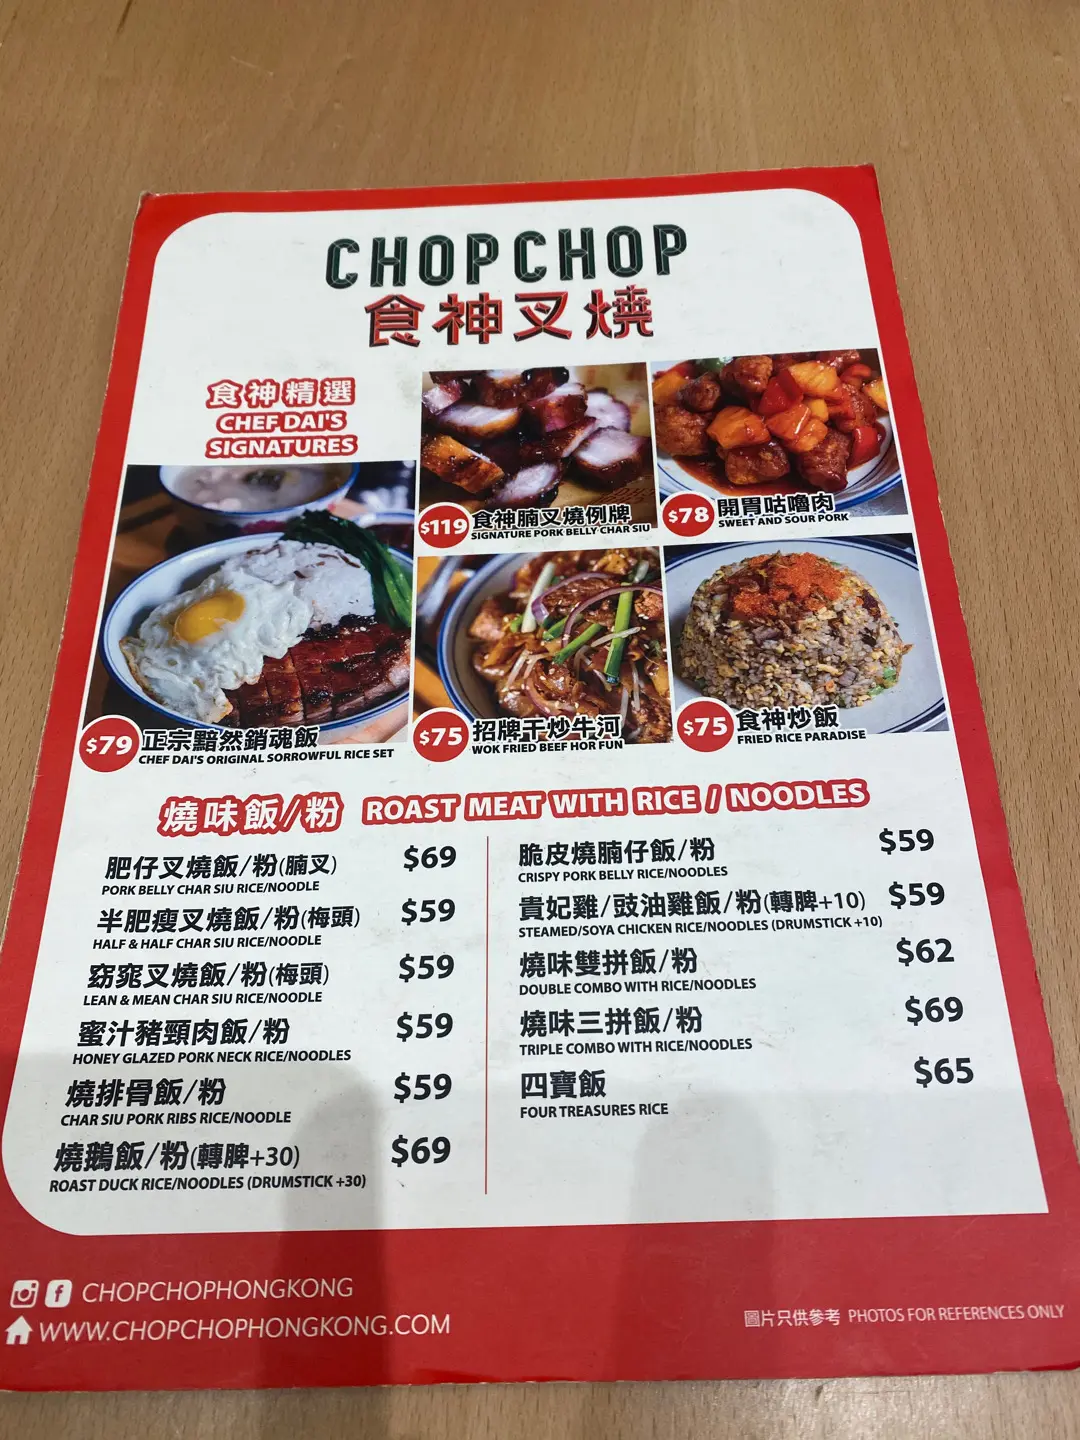 CHOPCHOP
食神叉燒
食神精選
CHEF DAI'S
SIGNATURES
$119 食神腩叉燒例牌
SIGNATURE PORK BELLY CHAR SIU
$78 開胃咕嚕肉
SWEET AND SOUR PORK
$79 正宗黯然銷魂飯
CHEF DAI'S ORIGINAL SORROWFUL RICE SET
$75 招牌干炒牛河
WOK FRIED BEEF HOR FUN
$75 食神炒飯
FRIED RICE PARADISE
燒味飯/粉 ROAST MEAT WITH RICE / NOODLES
肥仔叉燒飯/粉(腩叉) $69
PORK BELLY CHAR SIU RICE/NOODLE
半肥瘦叉燒飯/粉(梅頭) $59
HALF & HALF CHAR SIU RICE/NOODLE
窈窕叉燒飯/粉(梅頭) $59
LEAN & MEAN CHAR SIU RICE/NOODLE
蜜汁豬頸肉飯/粉 $59
HONEY GLAZED PORK NECK RICE/NOODLES
燒排骨飯/粉 $59
CHAR SIU PORK RIBS RICE/NOODLE
燒鵝飯/粉(轉脾+30) $69
ROAST DUCK RICE/NOODLES (DRUMSTICK +30)
脆皮燒腩仔飯/粉 $59
CRISPY PORK BELLY RICE/NOODLES
貴妃雞/豉油雞飯/粉(轉脾+10) $59
STEAMED/SOYA CHICKEN RICE/NOODLES (DRUMSTICK +10)
燒味雙拼飯/粉 $62
DOUBLE COMBO WITH RICE/NOODLES
燒味三拼飯/粉 $69
TRIPLE COMBO WITH RICE/NOODLES
四寶飯 $65
FOUR TREASURES RICE
CHOPCHOPHONGKONG
WWW.CHOPCHOPHONGKONG.COM
圖片只供參考 PHOTOS FOR REFERENCES ONLY